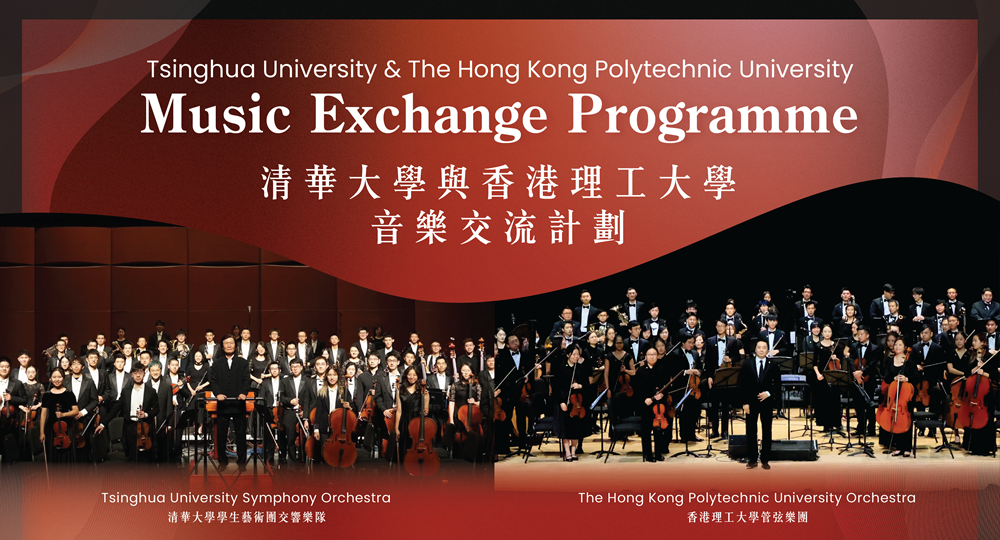 Tsinghua University & The Hong Kong Polytechnic University
Music Exchange Programme
清華大學與香港理工大學
音樂交流計劃
Tsinghua University Symphony Orchestra
清華大學學生藝術團交響樂隊
The Hong Kong Polytechnic University Orchestra
香港理工大學管弦樂團